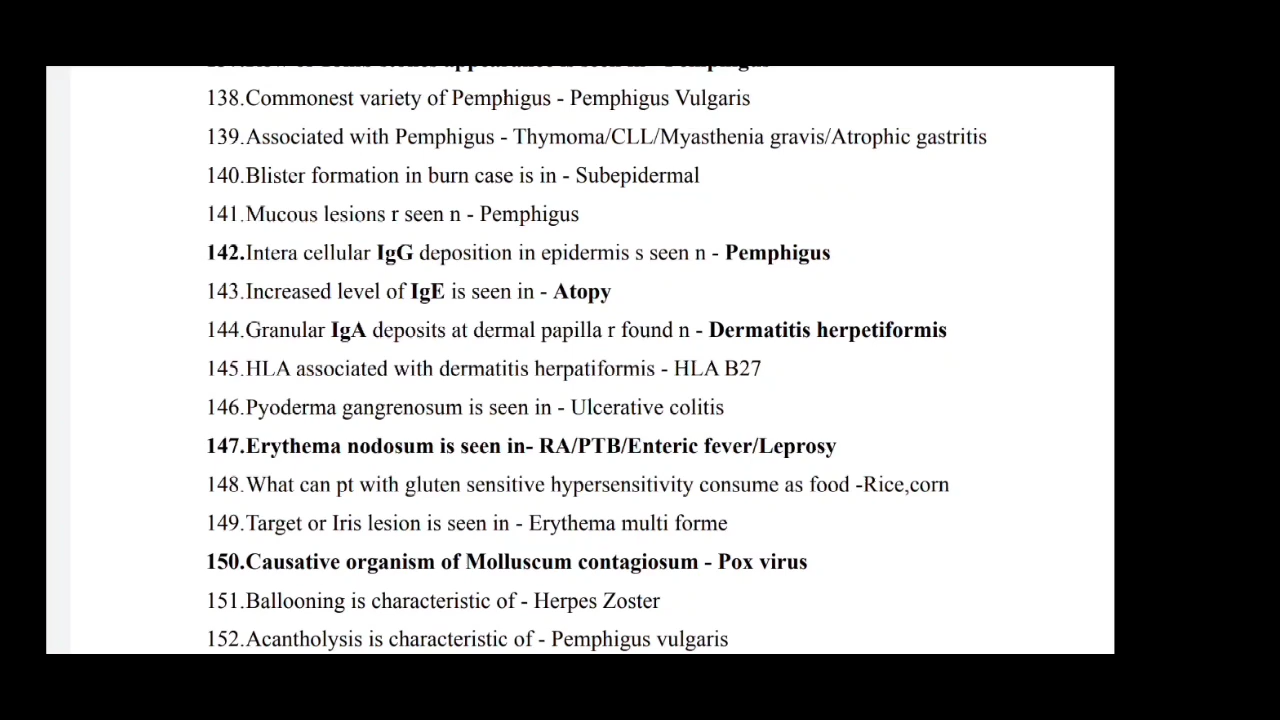 138.Commonest variety of Pemphigus - Pemphigus Vulgaris
139.Associated with Pemphigus - Thymoma/CLL/Myasthenia gravis/Atrophic gastritis
140.Blister formation in burn case is in - Subepidermal
141.Mucous lesions r seen n - Pemphigus
142.Intera cellular IgG deposition in epidermis s seen n - Pemphigus
143.Increased level of IgE is seen in - Atopy
144.Granular IgA deposits at dermal papilla r found n - Dermatitis herpetiformis
145.HLA associated with dermatitis herpatiformis - HLA B27
146.Pyoderma gangrenosum is seen in - Ulcerative colitis
147.Erythema nodosum is seen in- RA/PTB/Enteric fever/Leprosy
148.What can pt with gluten sensitive hypersensitivity consume as food -Rice,corn
149.Target or Iris lesion is seen in - Erythema multi forme
150.Causative organism of Molluscum contagiosum - Pox virus
151.Ballooning is characteristic of - Herpes Zoster
152.Acantholysis is characteristic of - Pemphigus vulgaris